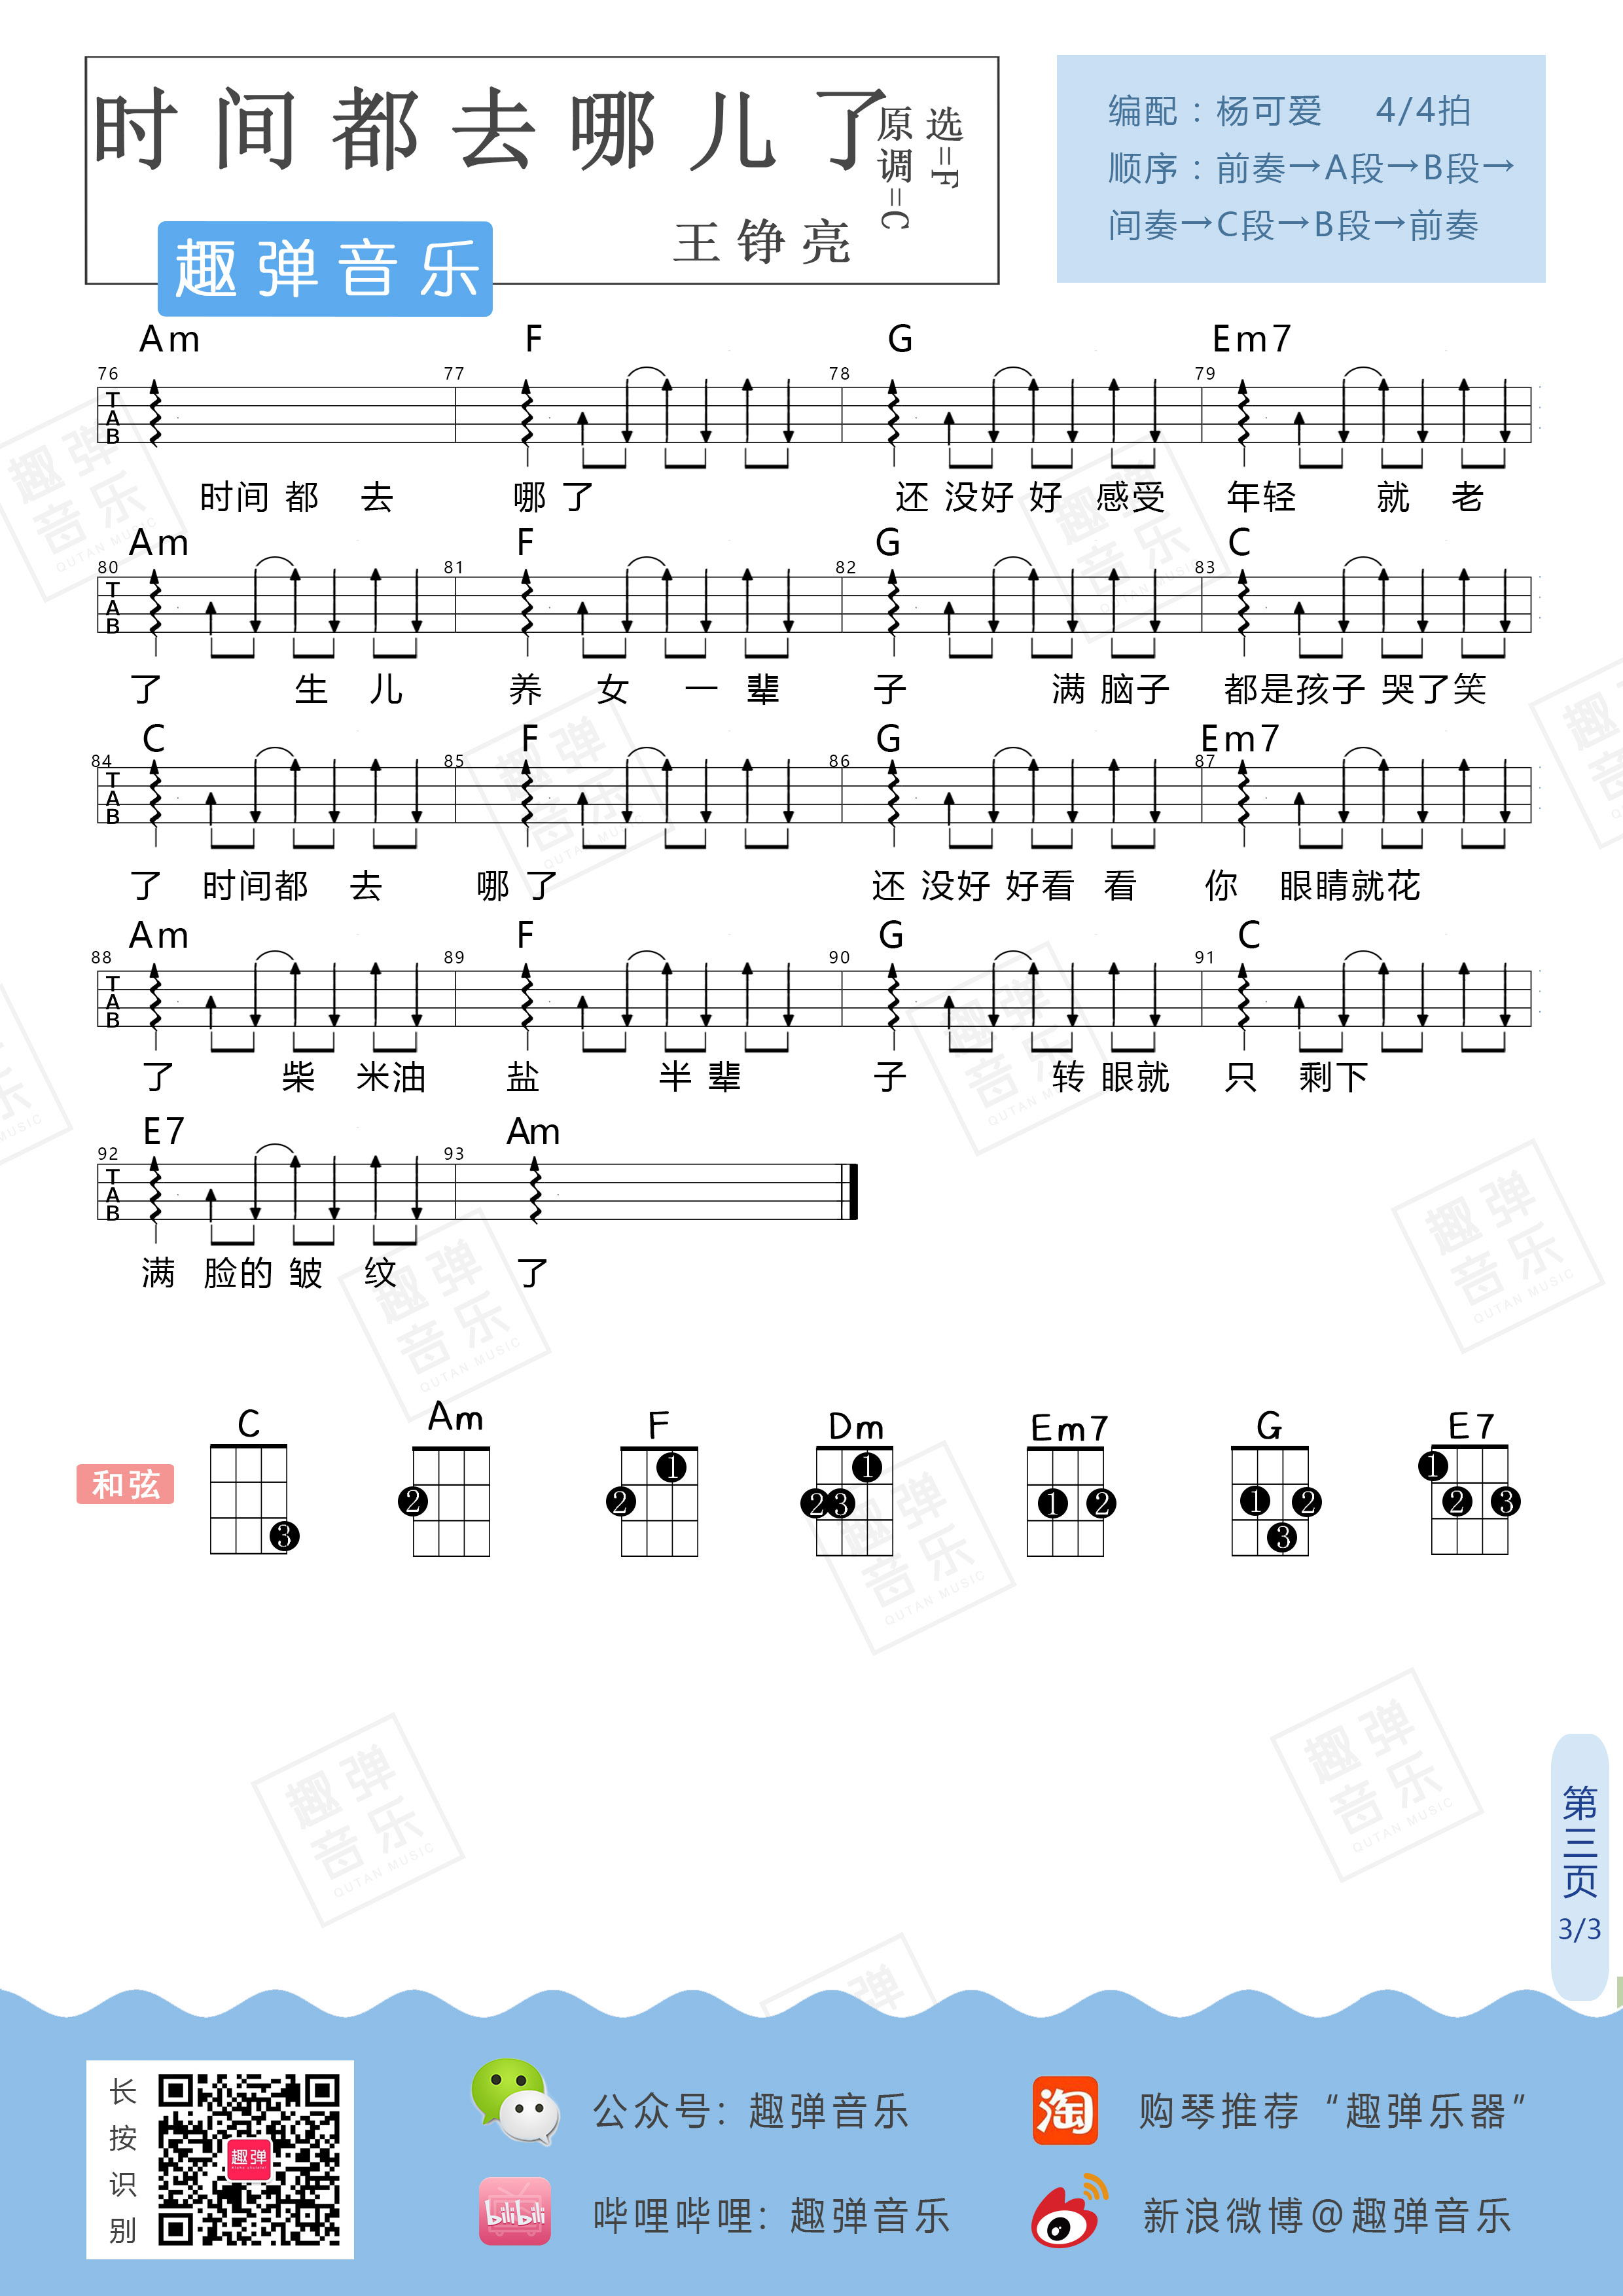 时间都去哪儿了
原调=C
选=F
王铮亮
趣弹音乐
编配：杨可爱 4/4拍
顺序：前奏→A段→B段→
间奏→C段→B段→前奏
Am F G Em7
76 77 78 79
TAB
时间 都 去 哪 了 还 没好 好 感受 年轻 就 老
Am F G C
80 81 82 83
TAB
了 生 儿 养 女 一 辈 子 满 脑子 都是孩子 哭了笑
C F G Em7
84 85 86 87
TAB
了 时间都 去 哪 了 还 没好 好看 看 你 眼睛就花
Am F G C
88 89 90 91
TAB
了 柴 米油 盐 半 辈 子 转 眼就 只 剩下
E7 Am
92 93
TAB
满 脸的 皱 纹 了
和弦
C Am F Dm Em7 G E7
3
2
1 2
1 2 3
1 2
1 2 3
1 2 3
第三页
3/3
长按识别
趣弹
公众号：趣弹音乐
淘 购琴推荐“趣弹乐器”
bilibili 哔哩哔哩：趣弹音乐
新浪微博@趣弹音乐
趣弹音乐
QUTAN MUSIC